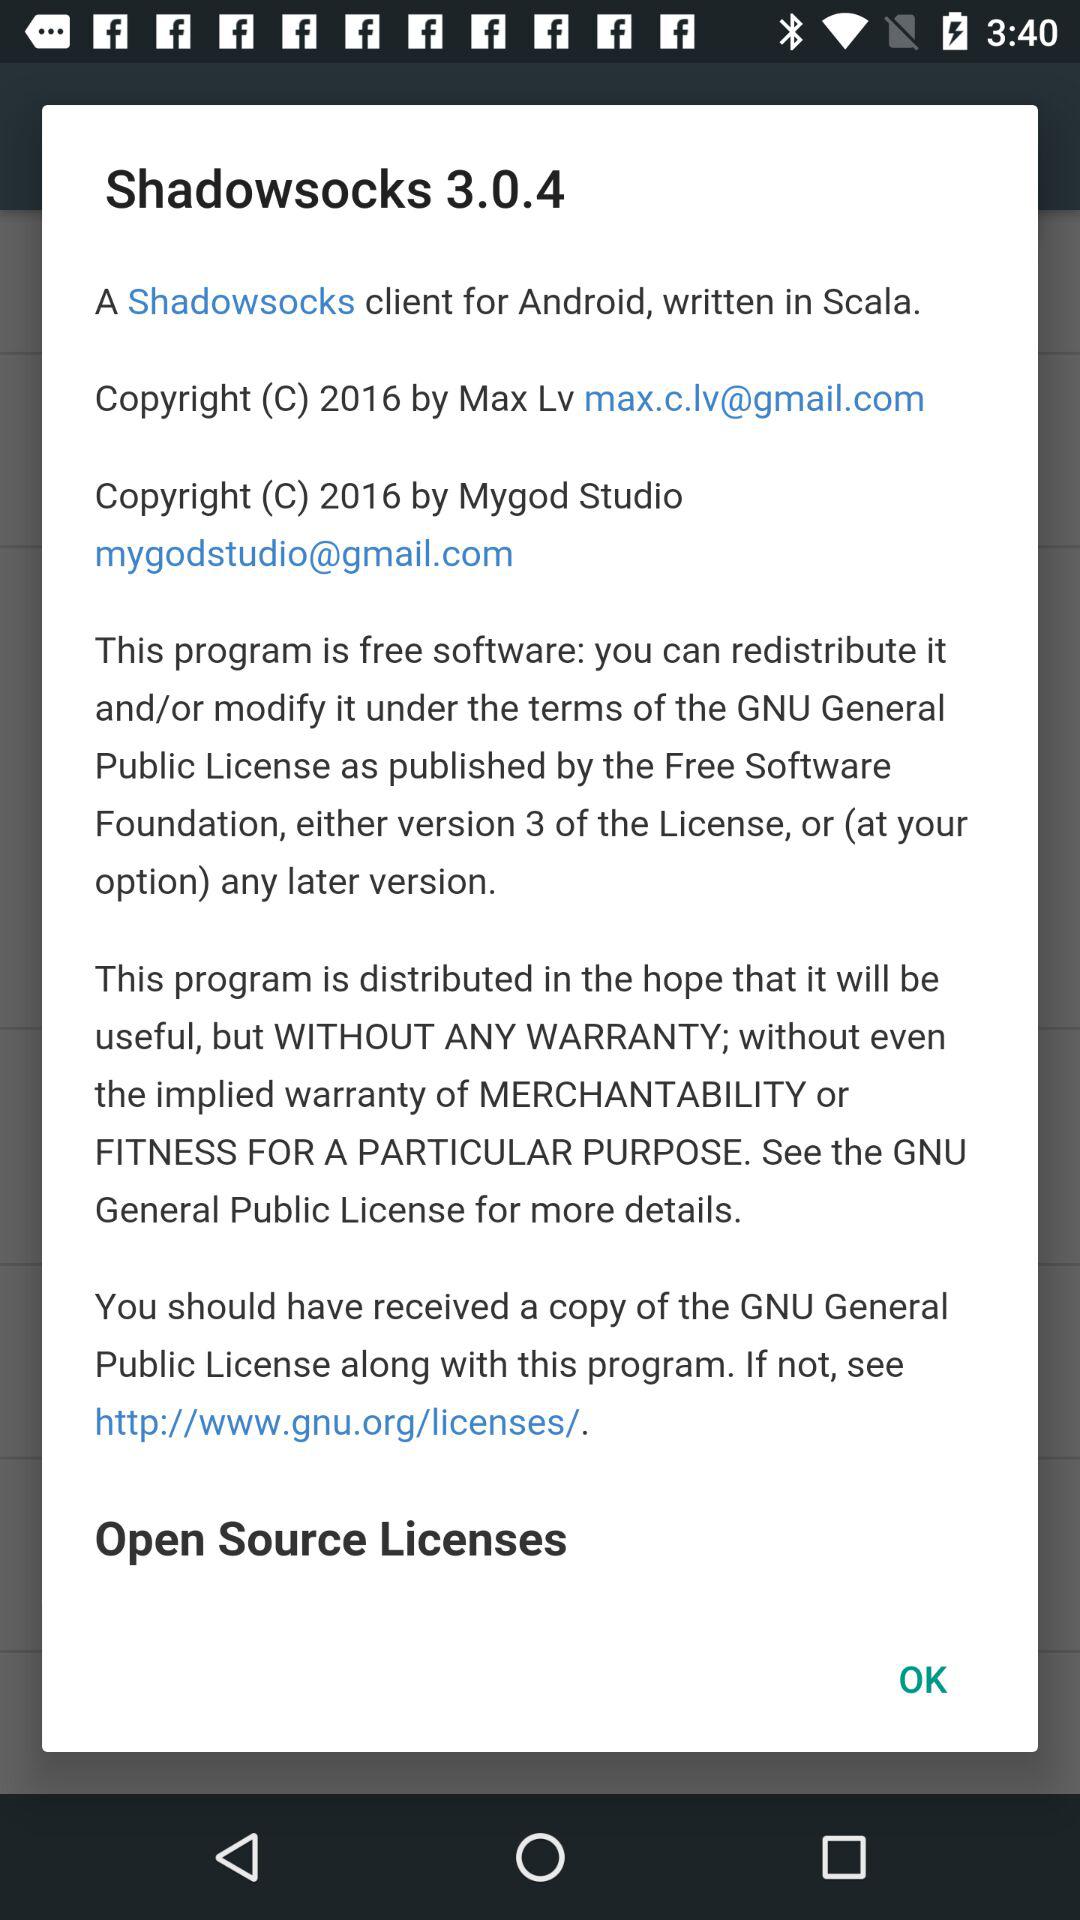 3:40
Shadowsocks 3.0.4
A Shadowsocks client for Android, written in Scala.
Copyright (C) 2016 by Max Lv max.c.lv@gmail.com
Copyright (C) 2016 by Mygod Studio
mygodstudio@gmail.com
This program is free software: you can redistribute it
and/or modify it under the terms of the GNU General
Public License as published by the Free Software
Foundation, either version 3 of the License, or (at your
option) any later version.
This program is distributed in the hope that it will be
useful, but WITHOUT ANY WARRANTY; without even
the implied warranty of MERCHANTABILITY or
FITNESS FOR A PARTICULAR PURPOSE. See the GNU
General Public License for more details.
You should have received a copy of the GNU General
Public License along with this program. If not, see
http://www.gnu.org/licenses/.
Open Source Licenses
OK